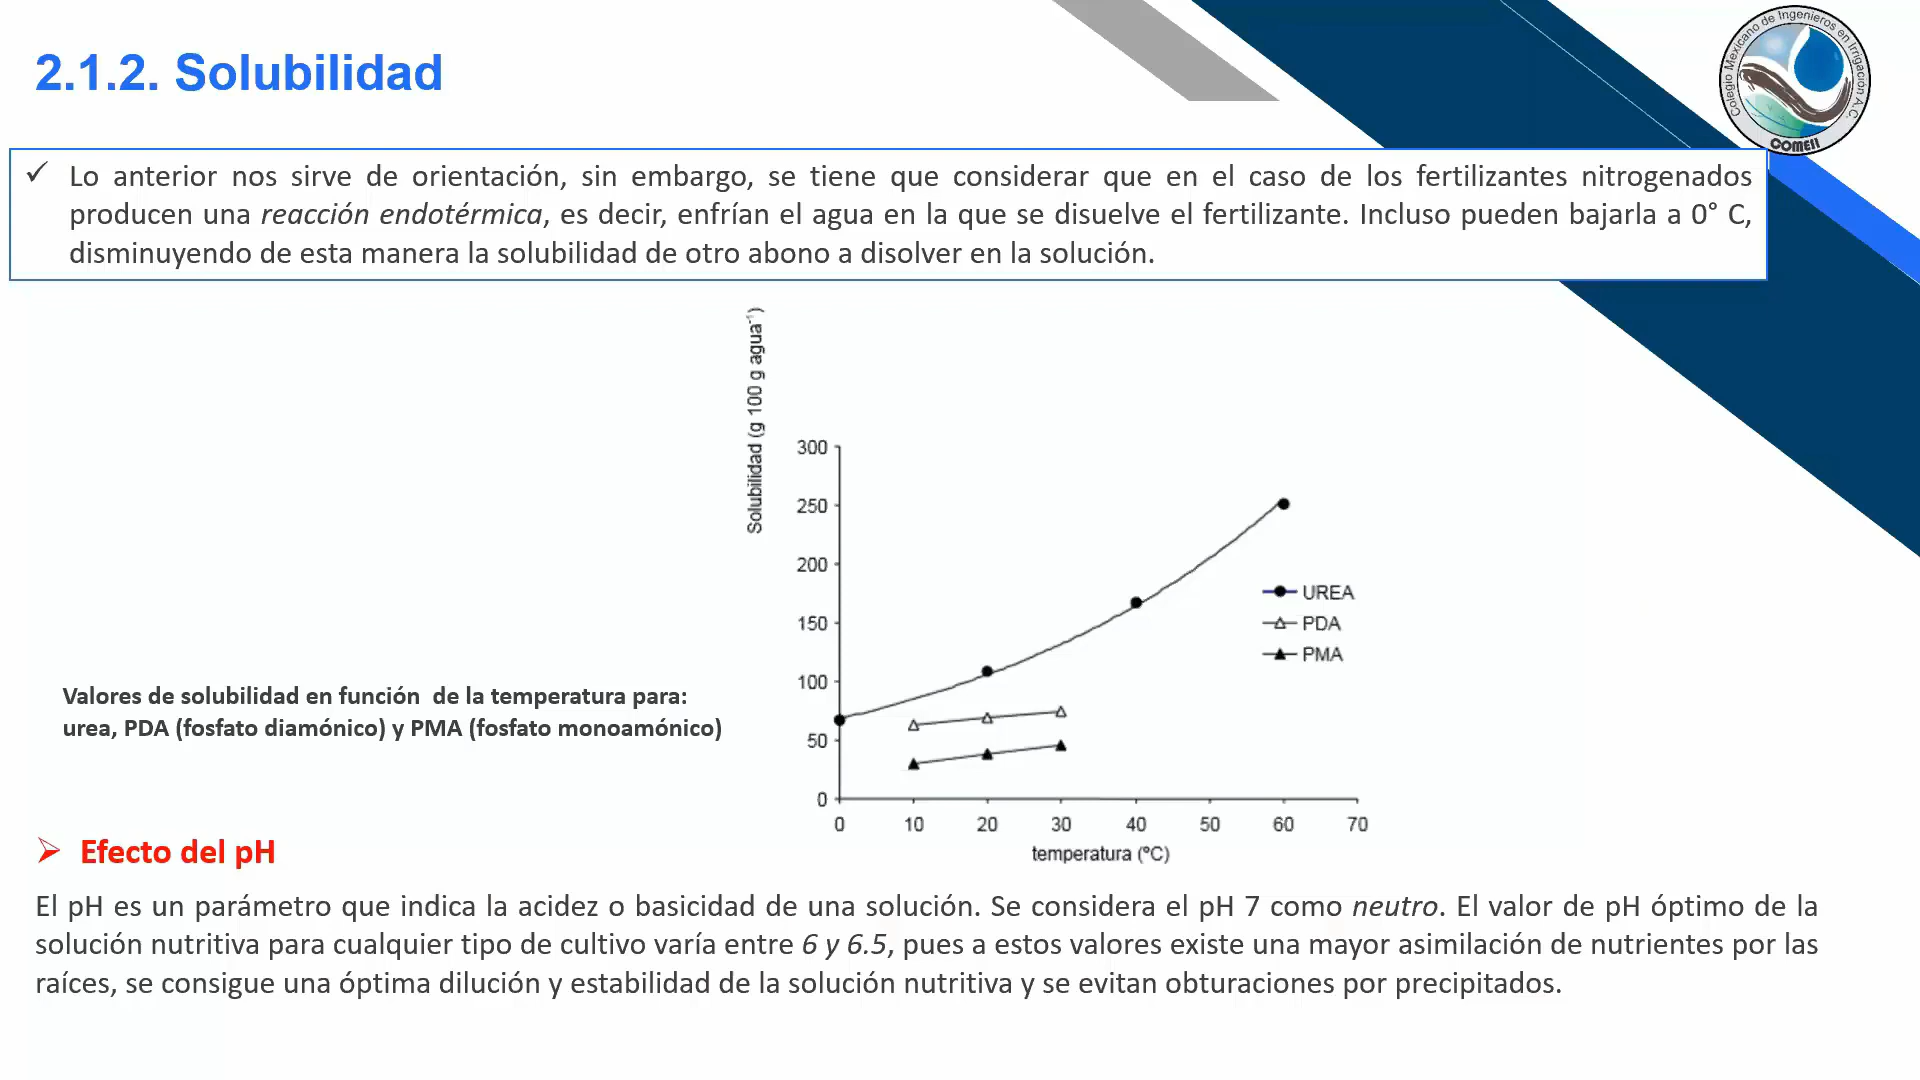 2.1.2. Solubilidad
Colegio Mexicano de Ingenieros en Irrigación A.C.
COMEII
✓ Lo anterior nos sirve de orientación, sin embargo, se tiene que considerar que en el caso de los fertilizantes nitrogenados
producen una reacción endotérmica, es decir, enfrían el agua en la que se disuelve el fertilizante. Incluso pueden bajarla a 0° C,
disminuyendo de esta manera la solubilidad de otro abono a disolver en la solución.
Solubilidad (g 100 g agua⁻¹)
300
250
200
150
100
50
0
0 10 20 30 40 50 60 70
temperatura (ºC)
UREA
PDA
PMA
Valores de solubilidad en función de la temperatura para:
urea, PDA (fosfato diamónico) y PMA (fosfato monoamónico)
➢ Efecto del pH
El pH es un parámetro que indica la acidez o basicidad de una solución. Se considera el pH 7 como neutro. El valor de pH óptimo de la
solución nutritiva para cualquier tipo de cultivo varía entre 6 y 6.5, pues a estos valores existe una mayor asimilación de nutrientes por las
raíces, se consigue una óptima dilución y estabilidad de la solución nutritiva y se evitan obturaciones por precipitados.